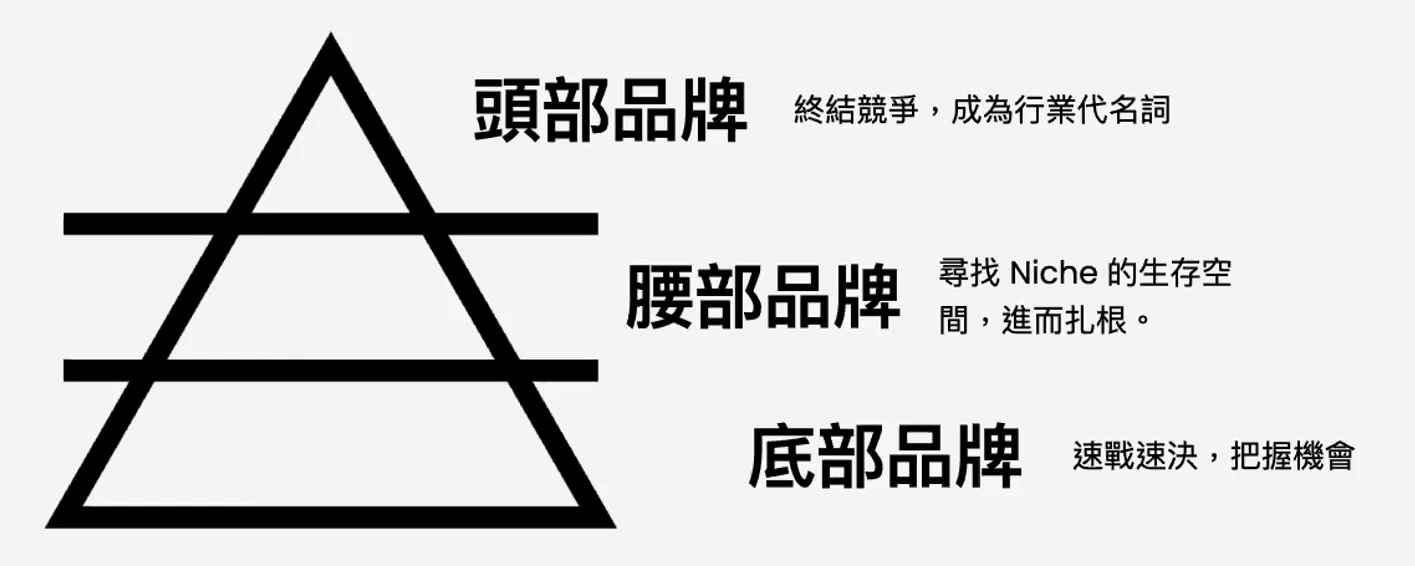 頭部品牌
終結競爭，成為行業代名詞
腰部品牌
尋找 Niche 的生存空
間，進而扎根。
底部品牌
速戰速決，把握機會